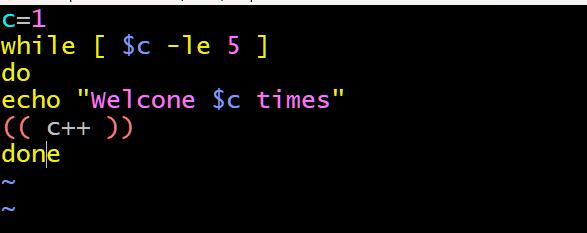 c=1
while [ $c -le 5 ]
do
echo "Welcone $c times"
(( c++ ))
done
~
~